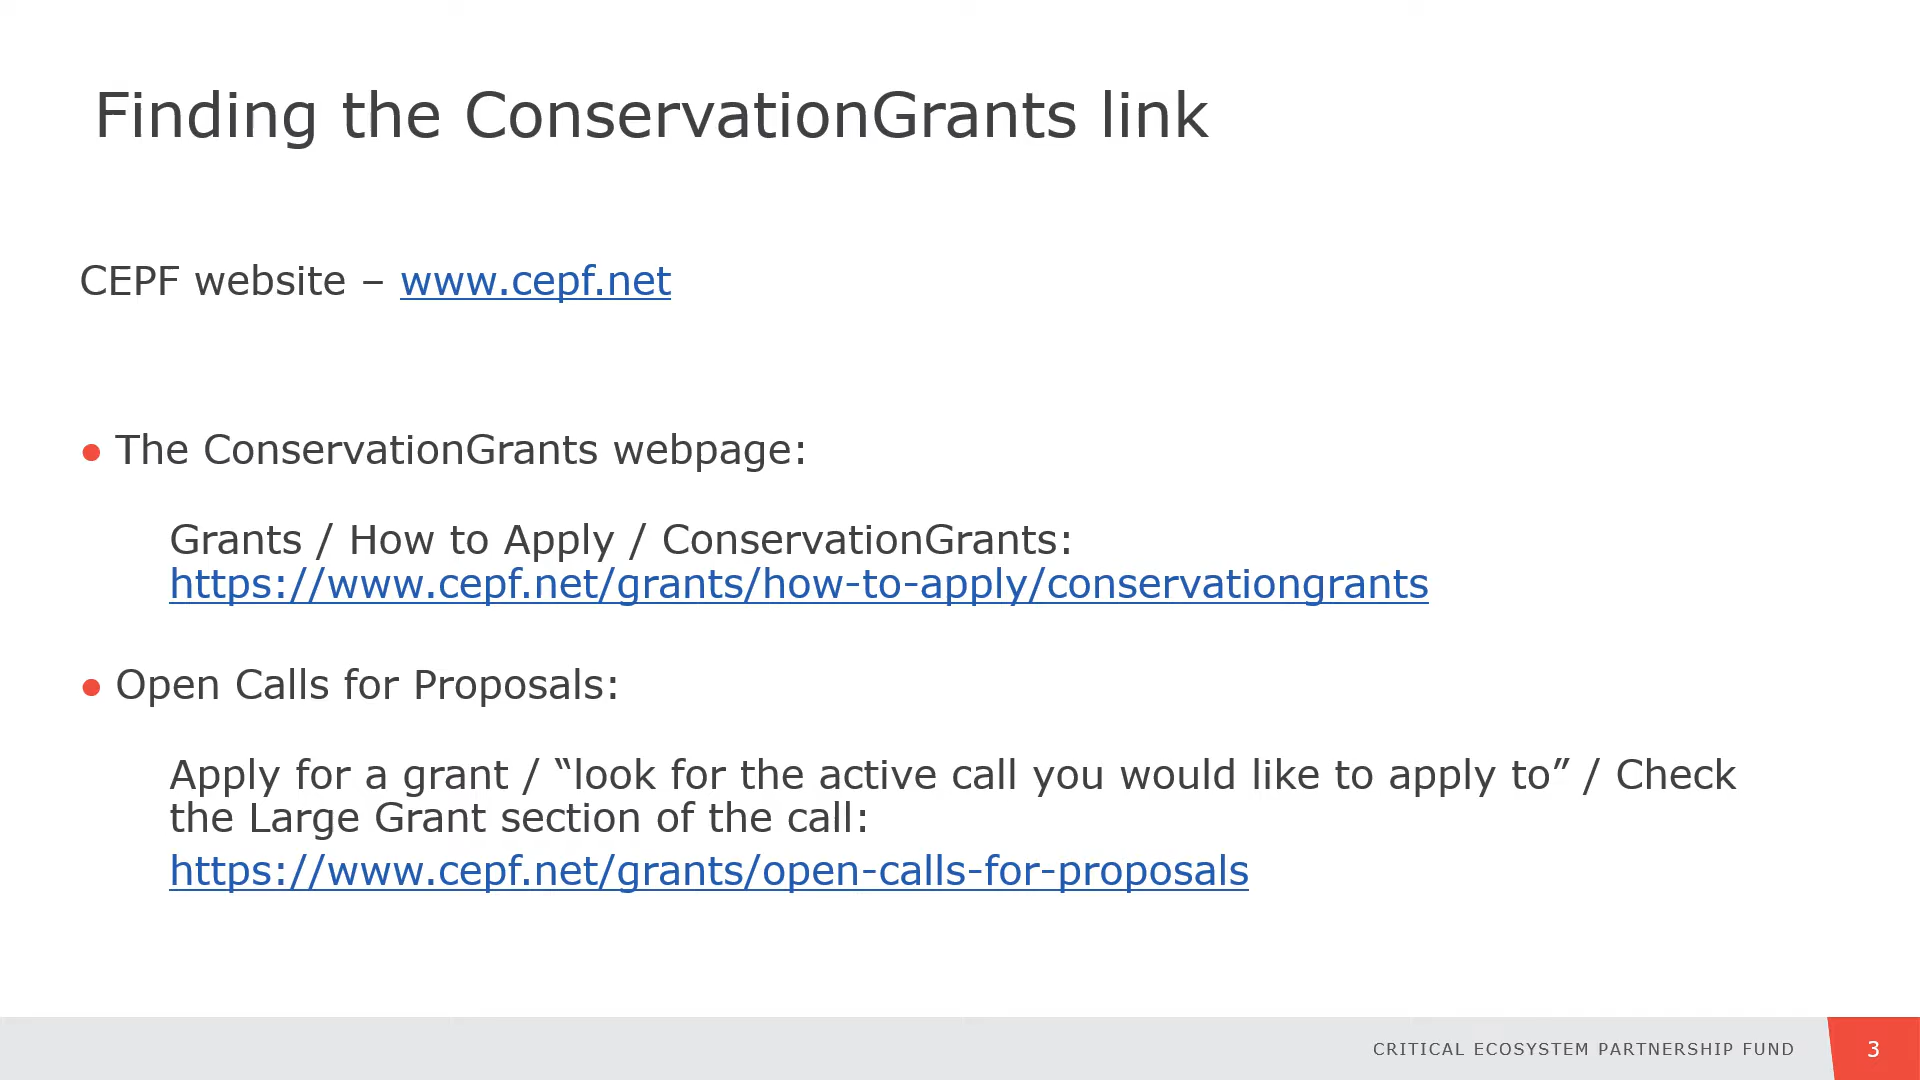 Finding the ConservationGrants link
CEPF website – www.cepf.net
● The ConservationGrants webpage:
Grants / How to Apply / ConservationGrants:
https://www.cepf.net/grants/how-to-apply/conservationgrants
● Open Calls for Proposals:
Apply for a grant / “look for the active call you would like to apply to” / Check
the Large Grant section of the call:
https://www.cepf.net/grants/open-calls-for-proposals
CRITICAL ECOSYSTEM PARTNERSHIP FUND
3